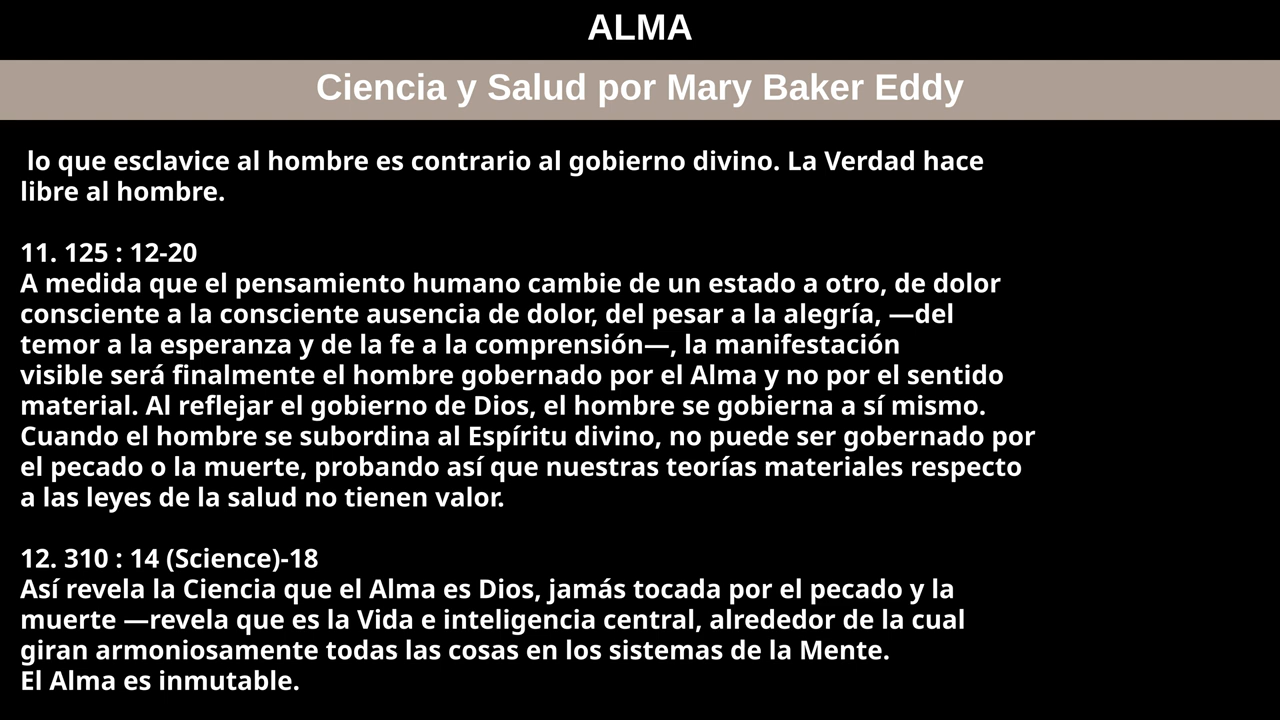 ALMA
Ciencia y Salud por Mary Baker Eddy
lo que esclavice al hombre es contrario al gobierno divino. La Verdad hace
libre al hombre.
11. 125 : 12-20
A medida que el pensamiento humano cambie de un estado a otro, de dolor
consciente a la consciente ausencia de dolor, del pesar a la alegría, —del
temor a la esperanza y de la fe a la comprensión—, la manifestación
visible será finalmente el hombre gobernado por el Alma y no por el sentido
material. Al reflejar el gobierno de Dios, el hombre se gobierna a sí mismo.
Cuando el hombre se subordina al Espíritu divino, no puede ser gobernado por
el pecado o la muerte, probando así que nuestras teorías materiales respecto
a las leyes de la salud no tienen valor.
12. 310 : 14 (Science)-18
Así revela la Ciencia que el Alma es Dios, jamás tocada por el pecado y la
muerte —revela que es la Vida e inteligencia central, alrededor de la cual
giran armoniosamente todas las cosas en los sistemas de la Mente.
El Alma es inmutable.